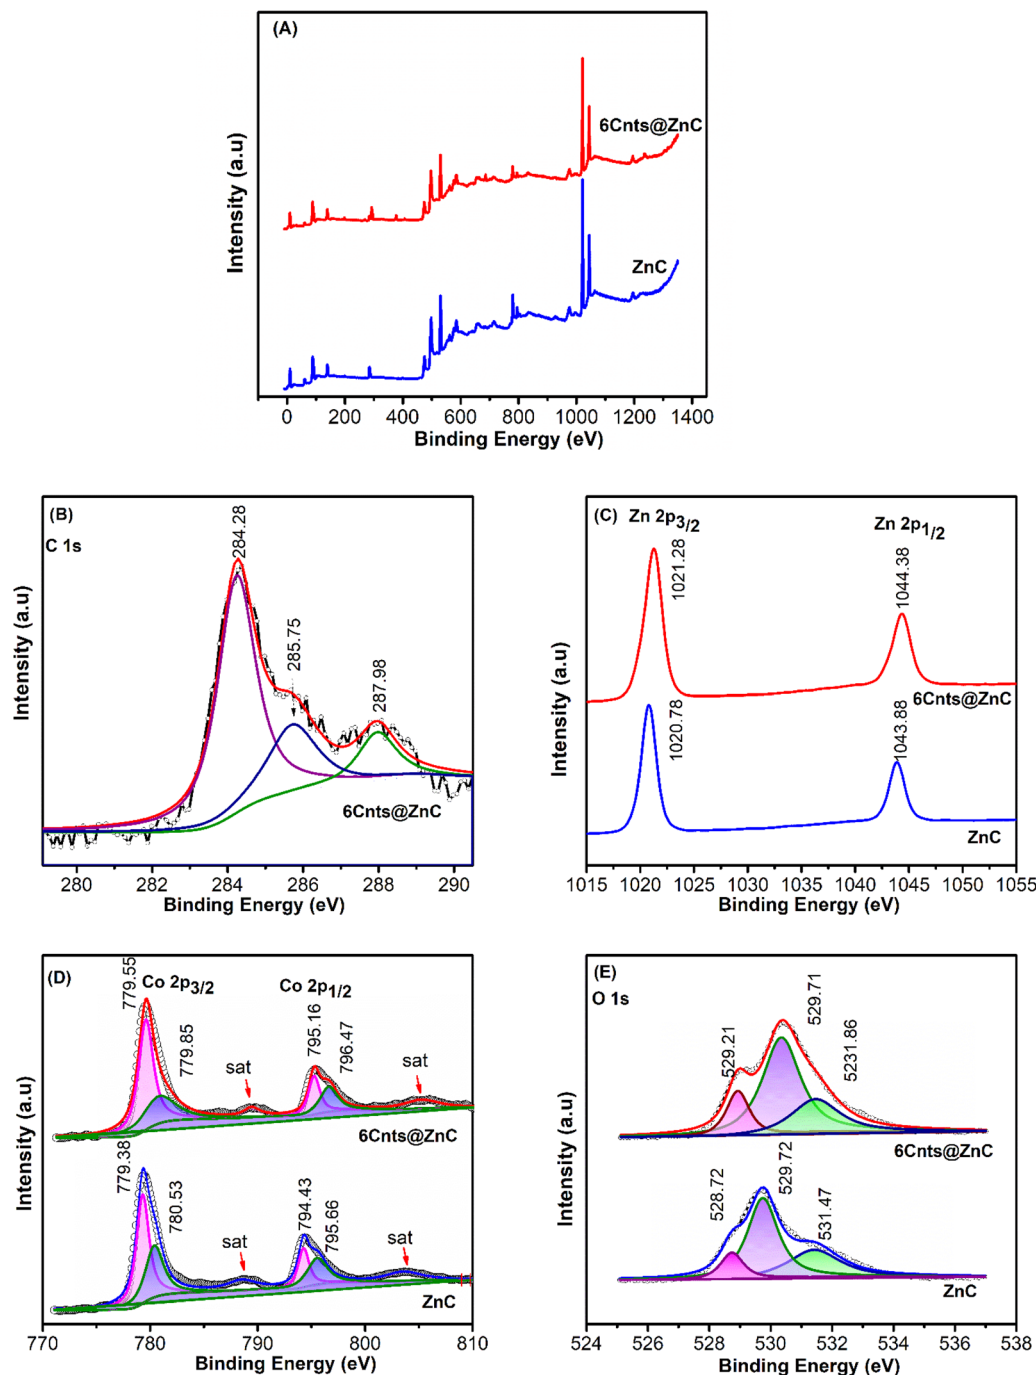 (A)
6Cnts@ZnC
ZnC
Intensity (a.u)
0 200 400 600 800 1000 1200 1400
Binding Energy (eV)
(B)
C 1s
284.28
285.75
287.98
6Cnts@ZnC
Intensity (a.u)
280 282 284 286 288 290
Binding Energy (eV)
(C)
Zn 2p3/2
Zn 2p1/2
1021.28
1044.38
6Cnts@ZnC
1020.78
1043.88
ZnC
Intensity (a.u)
1015 1020 1025 1030 1035 1040 1045 1050 1055
Binding Energy (eV)
(D)
Co 2p3/2
Co 2p1/2
779.55
779.85
sat
795.16
796.47
sat
6Cnts@ZnC
779.38
780.53
sat
794.43
795.66
sat
ZnC
Intensity (a.u)
770 780 790 800 810
Binding Energy (eV)
(E)
O 1s
529.21
529.71
5231.86
6Cnts@ZnC
528.72
529.72
531.47
ZnC
Intensity (a.u)
524 526 528 530 532 534 536 538
Binding Energy (eV)